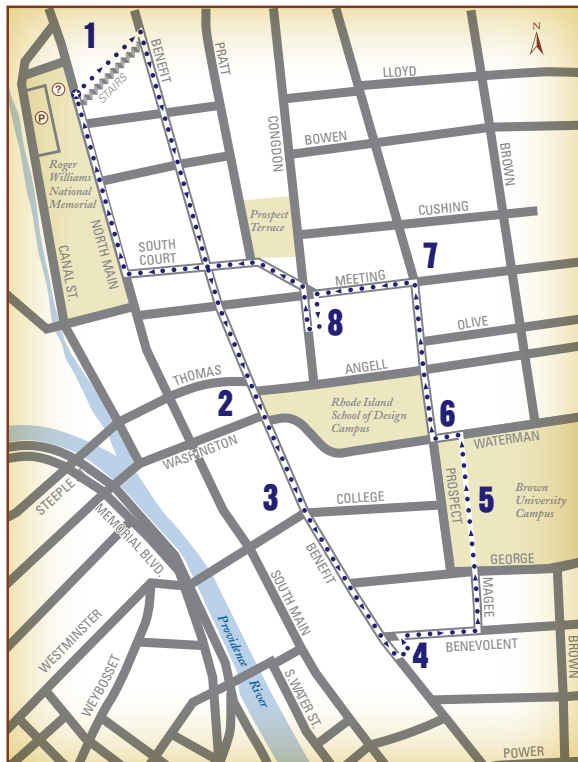 N
1
BENEFIT
PRATT
LLOYD
STAIRS
?
P
CONGDON
BOWEN
BROWN
Roger
Williams
National
Memorial
Prospect
Terrace
CUSHING
NORTH MAIN
SOUTH
COURT
7
CANAL ST.
MEETING
8
OLIVE
THOMAS
ANGELL
2
Rhode Island
School of Design
Campus
6
WATERMAN
WASHINGTON
STEEPLE
3
COLLEGE
PROSPECT
5
Brown
University
Campus
MEMORIAL BLVD.
BENEFIT
GEORGE
SOUTH MAIN
MAGEE
WESTMINSTER
Providence
River
4
BENEVOLENT
BROWN
WEYBOSSET
S. WATER ST.
POWER